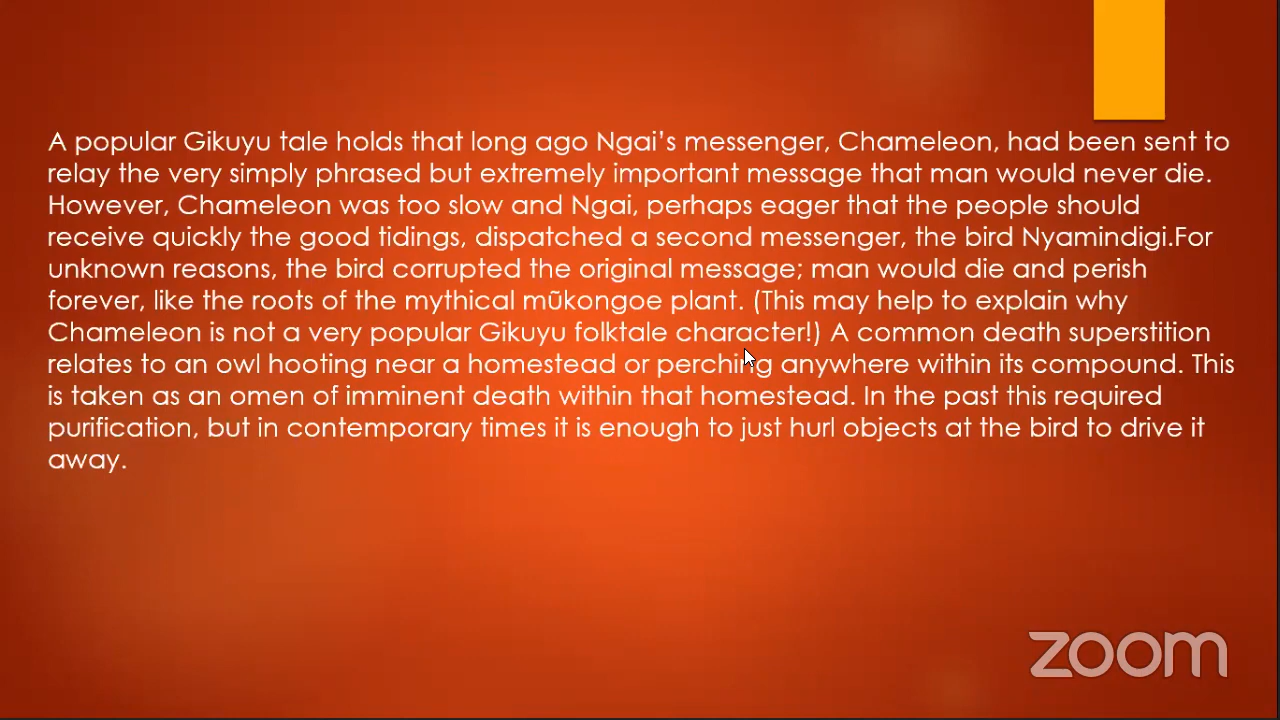 A popular Gikuyu tale holds that long ago Ngai’s messenger, Chameleon, had been sent to
relay the very simply phrased but extremely important message that man would never die.
However, Chameleon was too slow and Ngai, perhaps eager that the people should
receive quickly the good tidings, dispatched a second messenger, the bird Nyamindigi.For
unknown reasons, the bird corrupted the original message; man would die and perish
forever, like the roots of the mythical mũkongoe plant. (This may help to explain why
Chameleon is not a very popular Gikuyu folktale character!) A common death superstition
relates to an owl hooting near a homestead or perching anywhere within its compound. This
is taken as an omen of imminent death within that homestead. In the past this required
purification, but in contemporary times it is enough to just hurl objects at the bird to drive it
away.
zoom